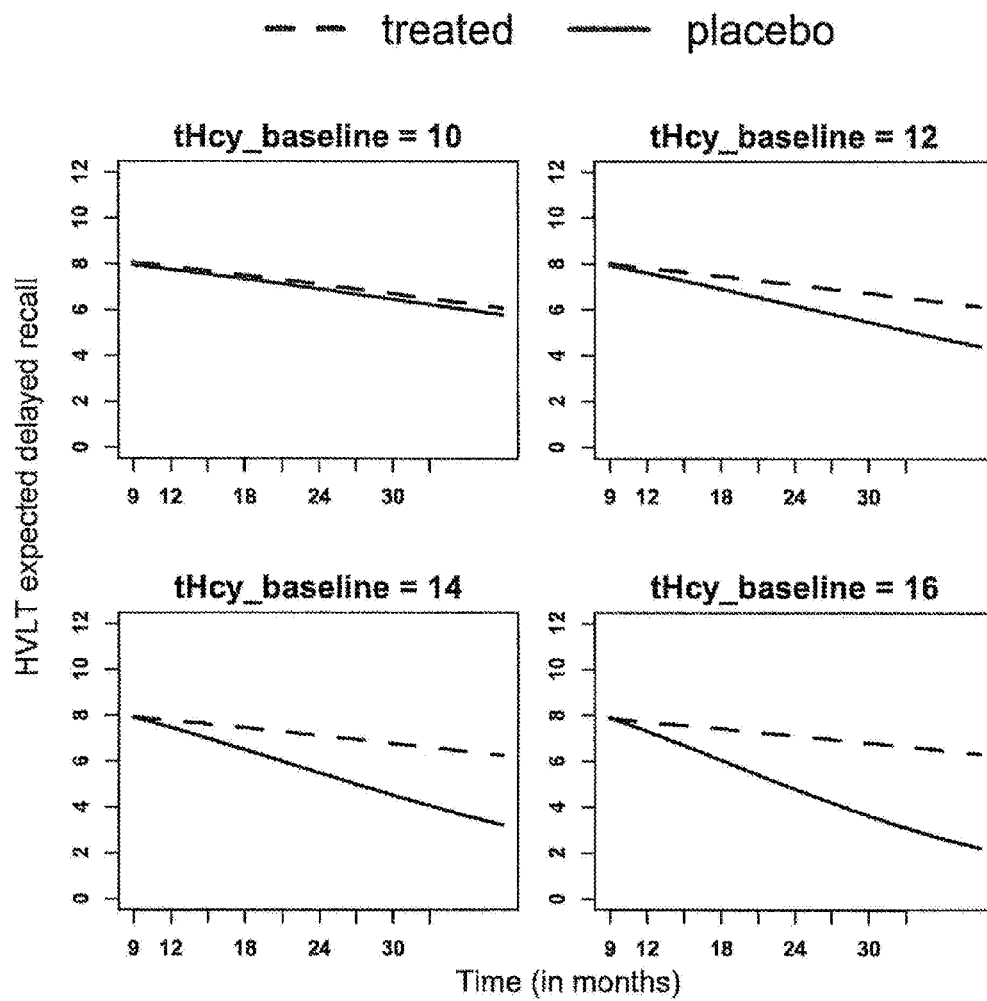 treated placebo
tHcy_baseline = 10 tHcy_baseline = 12
12 12
10 10
8 8
6 6
4 4
2 2
0 0
9 12 18 24 30 9 12 18 24 30
HVLT expected delayed recall
tHcy_baseline = 14 tHcy_baseline = 16
12 12
10 10
8 8
6 6
4 4
2 2
0 0
9 12 18 24 30 9 12 18 24 30
Time (in months)